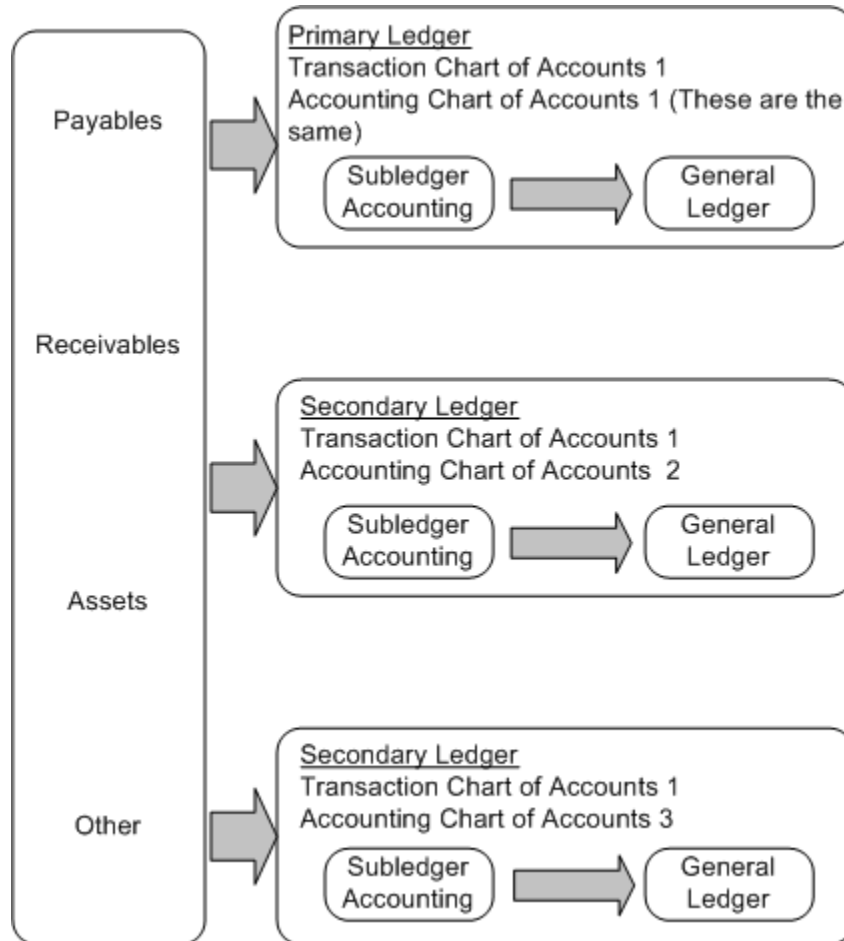 Payables
Receivables
Assets
Other
Primary Ledger
Transaction Chart of Accounts 1
Accounting Chart of Accounts 1 (These are the
same)
Subledger
Accounting
General
Ledger
Secondary Ledger
Transaction Chart of Accounts 1
Accounting Chart of Accounts  2
Subledger
Accounting
General
Ledger
Secondary Ledger
Transaction Chart of Accounts 1
Accounting Chart of Accounts 3
Subledger
Accounting
General
Ledger